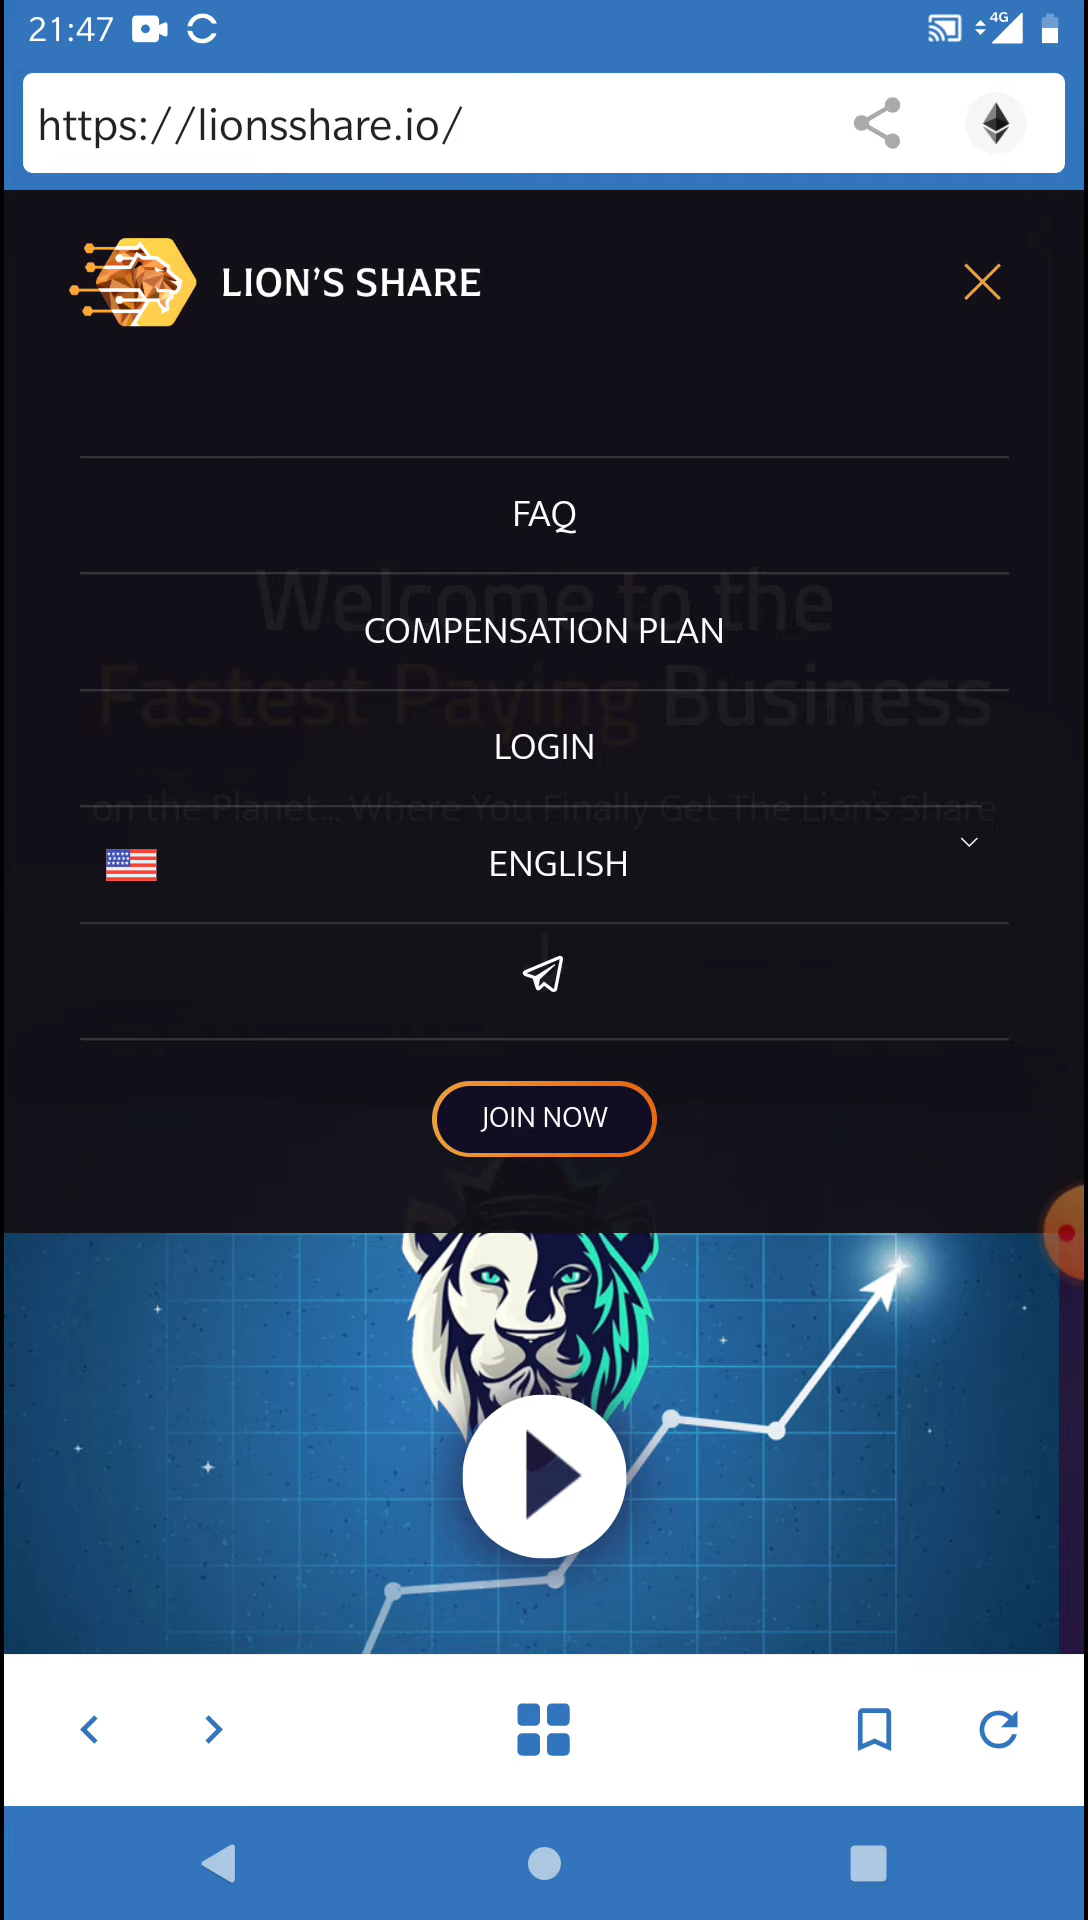 21:47
4G
https://lionsshare.io/
LION'S SHARE
FAQ
Welcome to the
COMPENSATION PLAN
Fastest Paying Business
LOGIN
on the Planet... Where You Finally Get The Lion's Share
ENGLISH
JOIN NOW